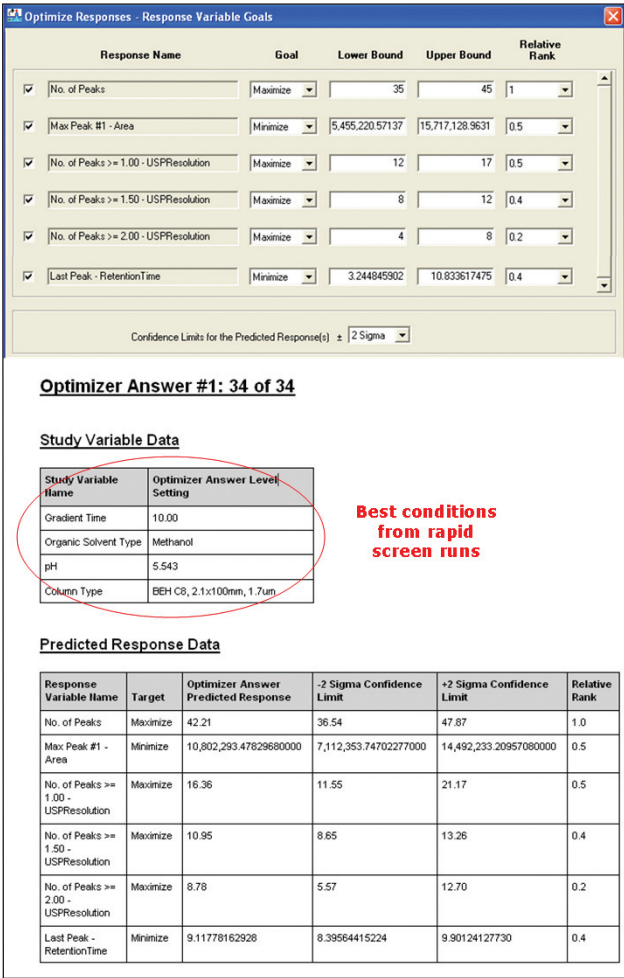 Optimize Responses - Response Variable Goals
Response Name Goal Lower Bound Upper Bound Relative Rank
No. of Peaks Maximize 35 45 1
Max Peak #1 - Area Minimize 5,455,220.57137 15,717,128.9631 0.5
No. of Peaks >= 1.00 - USPResolution Maximize 12 17 0.5
No. of Peaks >= 1.50 - USPResolution Maximize 8 12 0.4
No. of Peaks >= 2.00 - USPResolution Maximize 4 8 0.2
Last Peak - RetentionTime Minimize 3.244845902 10.833617475 0.4
Confidence Limits for the Predicted Response(s) ± 2 Sigma
Optimizer Answer #1: 34 of 34
Study Variable Data
Study Variable Name Optimizer Answer Level Setting
Gradient Time 10.00
Organic Solvent Type Methanol
pH 5.543
Column Type BEH C8, 2.1x100mm, 1.7um
Best conditions
from rapid
screen runs
Predicted Response Data
Response Variable Name Target Optimizer Answer Predicted Response -2 Sigma Confidence Limit +2 Sigma Confidence Limit Relative Rank
No. of Peaks Maximize 42.21 36.54 47.87 1.0
Max Peak #1 - Area Minimize 10,802,293.47829680000 7,112,353.74702277000 14,492,233.20957080000 0.5
No. of Peaks >= 1.00 - USPResolution Maximize 16.36 11.55 21.17 0.5
No. of Peaks >= 1.50 - USPResolution Maximize 10.95 8.65 13.26 0.4
No. of Peaks >= 2.00 - USPResolution Maximize 8.78 5.57 12.70 0.2
Last Peak - RetentionTime Minimize 9.11778162928 8.39564415224 9.90124127730 0.4